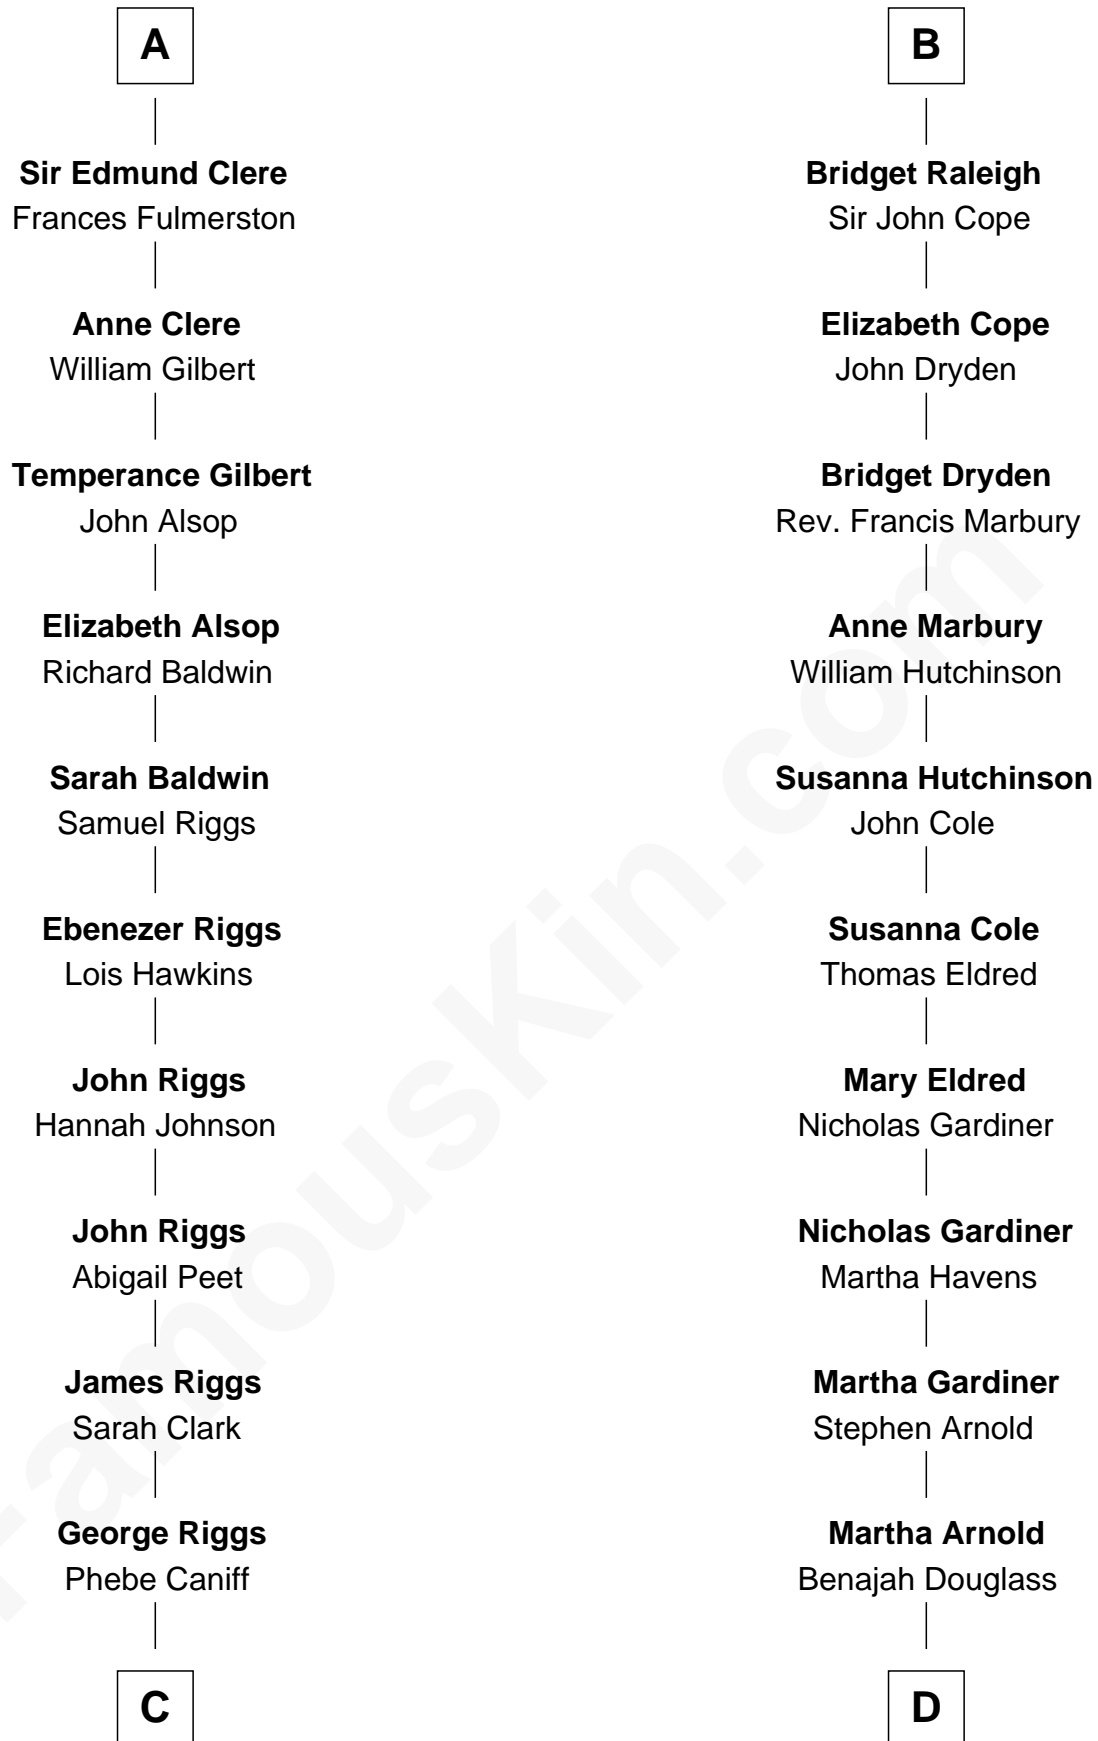 A
Sir Edmund Clere
Frances Fulmerston
Anne Clere
William Gilbert
Temperance Gilbert
John Alsop
Elizabeth Alsop
Richard Baldwin
Sarah Baldwin
Samuel Riggs
Ebenezer Riggs
Lois Hawkins
John Riggs
Hannah Johnson
John Riggs
Abigail Peet
James Riggs
Sarah Clark
George Riggs
Phebe Caniff
C
B
Bridget Raleigh
Sir John Cope
Elizabeth Cope
John Dryden
Bridget Dryden
Rev. Francis Marbury
Anne Marbury
William Hutchinson
Susanna Hutchinson
John Cole
Susanna Cole
Thomas Eldred
Mary Eldred
Nicholas Gardiner
Nicholas Gardiner
Martha Havens
Martha Gardiner
Stephen Arnold
Martha Arnold
Benajah Douglass
D
FamousKin.com